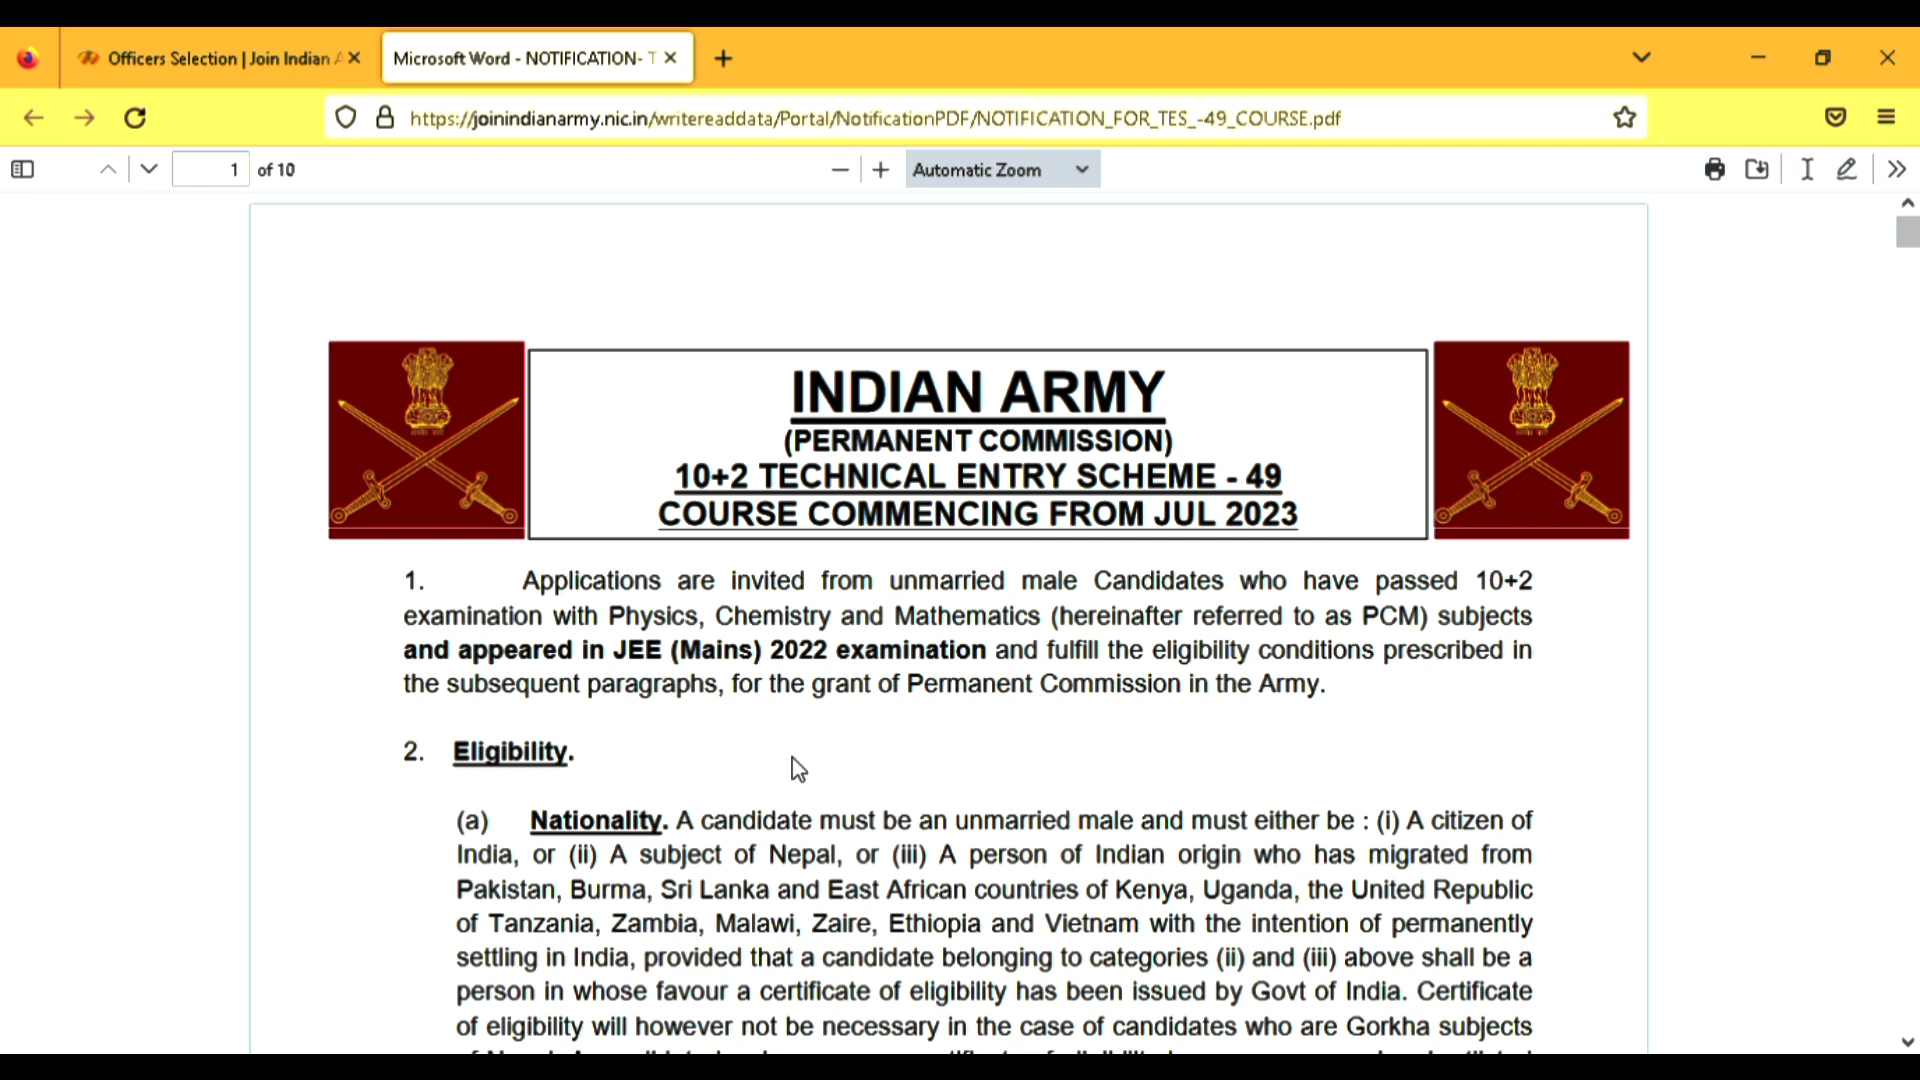 Officers Selection | Join Indian A
Microsoft Word - NOTIFICATION- T
https://joinindianarmy.nic.in/writereaddata/Portal/NotificationPDF/NOTIFICATION_FOR_TES_-49_COURSE.pdf
1 of 10
Automatic Zoom
INDIAN ARMY
(PERMANENT COMMISSION)
10+2 TECHNICAL ENTRY SCHEME - 49
COURSE COMMENCING FROM JUL 2023
1. Applications are invited from unmarried male Candidates who have passed 10+2
examination with Physics, Chemistry and Mathematics (hereinafter referred to as PCM) subjects
and appeared in JEE (Mains) 2022 examination and fulfill the eligibility conditions prescribed in
the subsequent paragraphs, for the grant of Permanent Commission in the Army.
2. Eligibility.
(a) Nationality. A candidate must be an unmarried male and must either be : (i) A citizen of
India, or (ii) A subject of Nepal, or (iii) A person of Indian origin who has migrated from
Pakistan, Burma, Sri Lanka and East African countries of Kenya, Uganda, the United Republic
of Tanzania, Zambia, Malawi, Zaire, Ethiopia and Vietnam with the intention of permanently
settling in India, provided that a candidate belonging to categories (ii) and (iii) above shall be a
person in whose favour a certificate of eligibility has been issued by Govt of India. Certificate
of eligibility will however not be necessary in the case of candidates who are Gorkha subjects